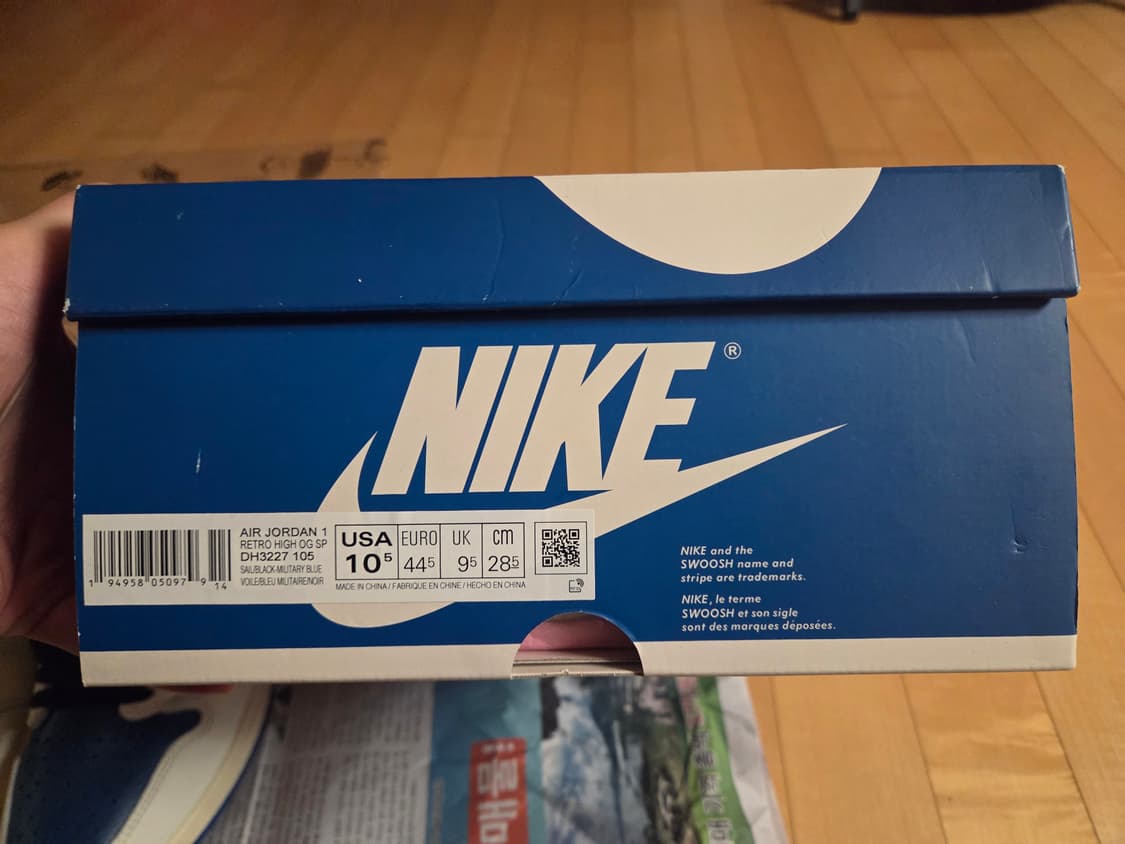 NIKE®
AIR JORDAN 1
RETRO HIGH OG SP
DH3227 105
SAIL/BLACK-MILITARY BLUE
VOILE/BLEU MILITAIRE/NOIR
1 94958 05097 9 14
USA EURO UK cm
10⁵ 44⁵ 9⁵ 28⁵
MADE IN CHINA / FABRIQUE EN CHINE / HECHO EN CHINA
NIKE and the
SWOOSH name and
stripe are trademarks.
NIKE, le terme
SWOOSH et son sigle
sont des marques déposées.